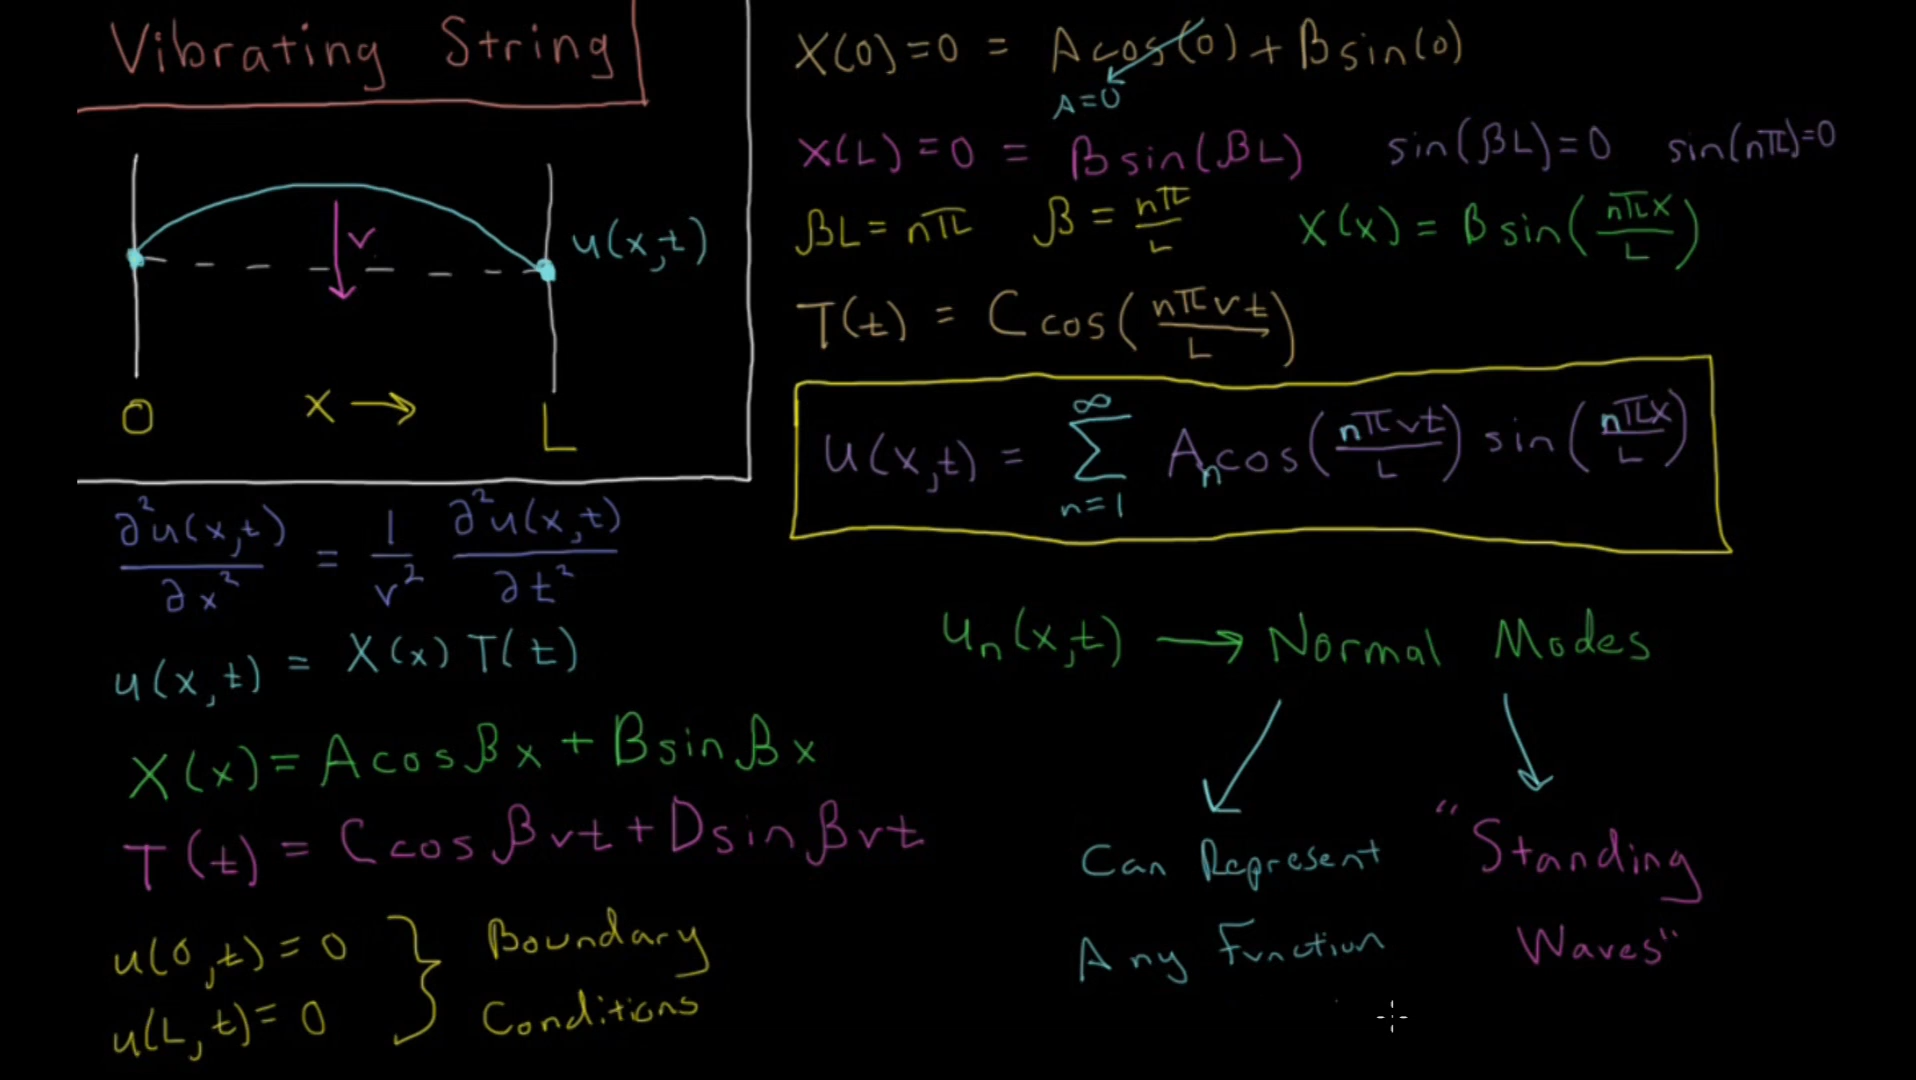 Vibrating String
v
u(x,t)
0 x → L
∂²u(x,t)/∂x² = 1/v² ∂²u(x,t)/∂t²
u(x,t) = X(x) T(t)
X(x) = A cos βx + B sin βx
T(t) = C cos βvt + D sin βvt
u(0,t) = 0 } Boundary
u(L,t) = 0 Conditions
X(0) = 0 = A cos(0) + B sin(0)
A = 0
X(L) = 0 = B sin(βL) sin(βL) = 0 sin(nπ) = 0
βL = nπ β = nπ/L X(x) = B sin(nπx/L)
T(t) = C cos(nπvt/L)
u(x,t) = ∑_{n=1}^{∞} Aₙ cos(nπvt/L) sin(nπx/L)
uₙ(x,t) → Normal Modes
Can Represent
Any Function
"Standing
Waves"